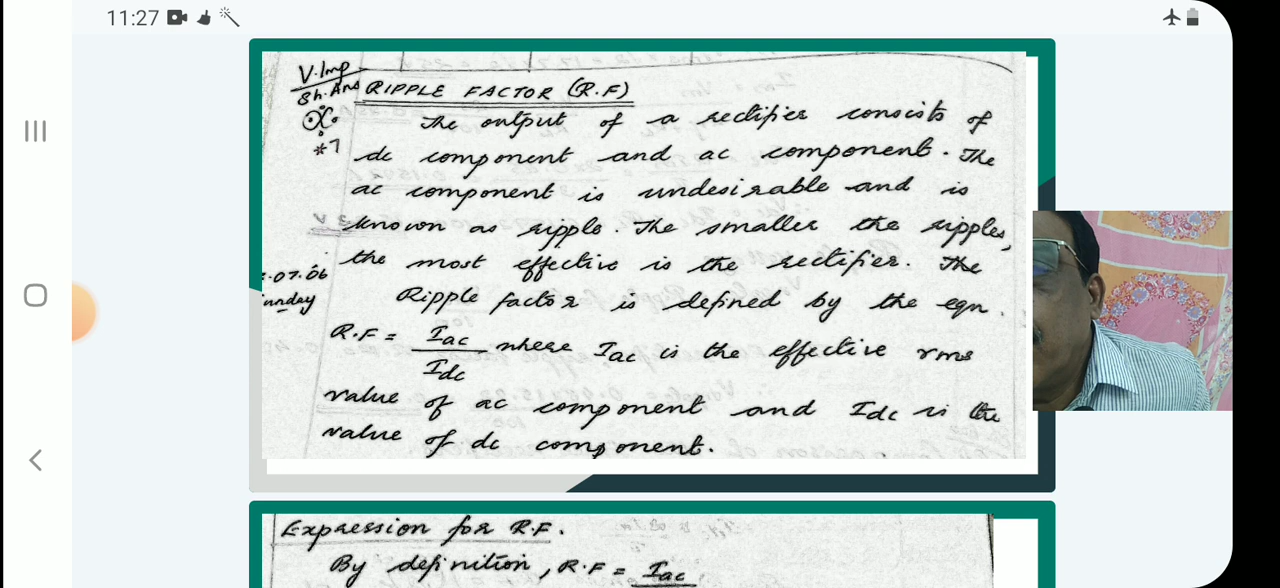 11:27
V.Imp
Sh.Ans RIPPLE FACTOR (R.F)
The output of a rectifier consists of
*7 dc component and ac component. The
ac component is undesirable and is
known as ripple. The smaller the ripples,
the most effective is the rectifier. The
.07.06
Ripple factor is defined by the eqn.
R.F = Iac / Idc where Iac is the effective rms
value of ac component and Idc is the
value of dc component.
Expression for R.F.
By definition, R.F = Iac